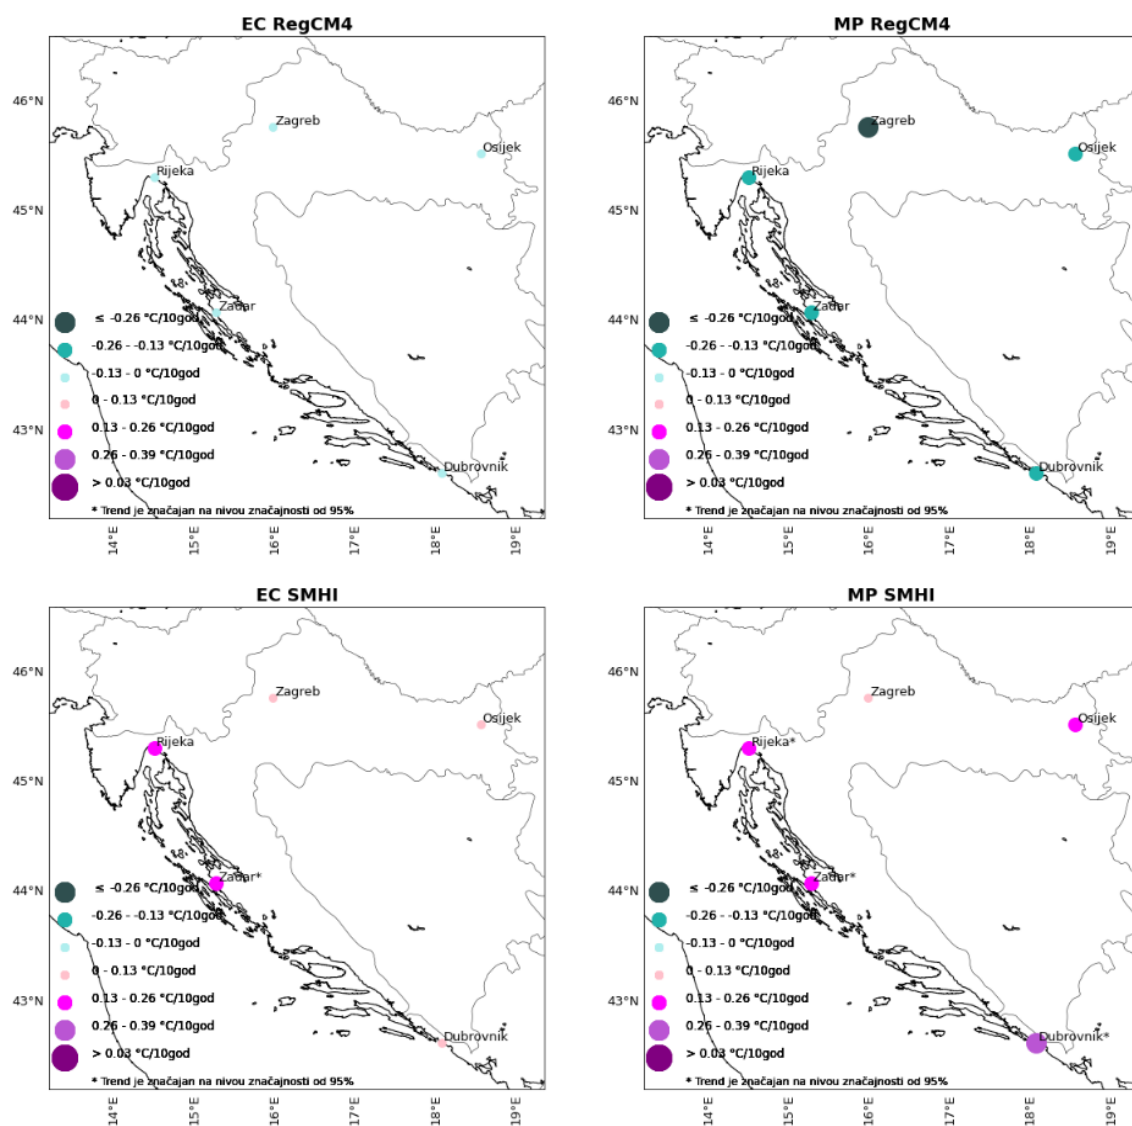 EC RegCM4
46°N
45°N
44°N
43°N
Zagreb
Osijek
Rijeka
Zadar
Dubrovnik
≤ -0.26 °C/10god
-0.26 - -0.13 °C/10god
-0.13 - 0 °C/10god
0 - 0.13 °C/10god
0.13 - 0.26 °C/10god
0.26 - 0.39 °C/10god
> 0.03 °C/10god
* Trend je značajan na nivou značajnosti od 95%
14°E
15°E
16°E
17°E
18°E
19°E
MP RegCM4
46°N
45°N
44°N
43°N
Zagreb
Osijek
Rijeka
Zadar
Dubrovnik
≤ -0.26 °C/10god
-0.26 - -0.13 °C/10god
-0.13 - 0 °C/10god
0 - 0.13 °C/10god
0.13 - 0.26 °C/10god
0.26 - 0.39 °C/10god
> 0.03 °C/10god
* Trend je značajan na nivou značajnosti od 95%
14°E
15°E
16°E
17°E
18°E
19°E
EC SMHI
46°N
45°N
44°N
43°N
Zagreb
Osijek
Rijeka
Zadar*
Dubrovnik
≤ -0.26 °C/10god
-0.26 - -0.13 °C/10god
-0.13 - 0 °C/10god
0 - 0.13 °C/10god
0.13 - 0.26 °C/10god
0.26 - 0.39 °C/10god
> 0.03 °C/10god
* Trend je značajan na nivou značajnosti od 95%
14°E
15°E
16°E
17°E
18°E
19°E
MP SMHI
46°N
45°N
44°N
43°N
Zagreb
Osijek
Rijeka*
Zadar*
Dubrovnik*
≤ -0.26 °C/10god
-0.26 - -0.13 °C/10god
-0.13 - 0 °C/10god
0 - 0.13 °C/10god
0.13 - 0.26 °C/10god
0.26 - 0.39 °C/10god
> 0.03 °C/10god
* Trend je značajan na nivou značajnosti od 95%
14°E
15°E
16°E
17°E
18°E
19°E